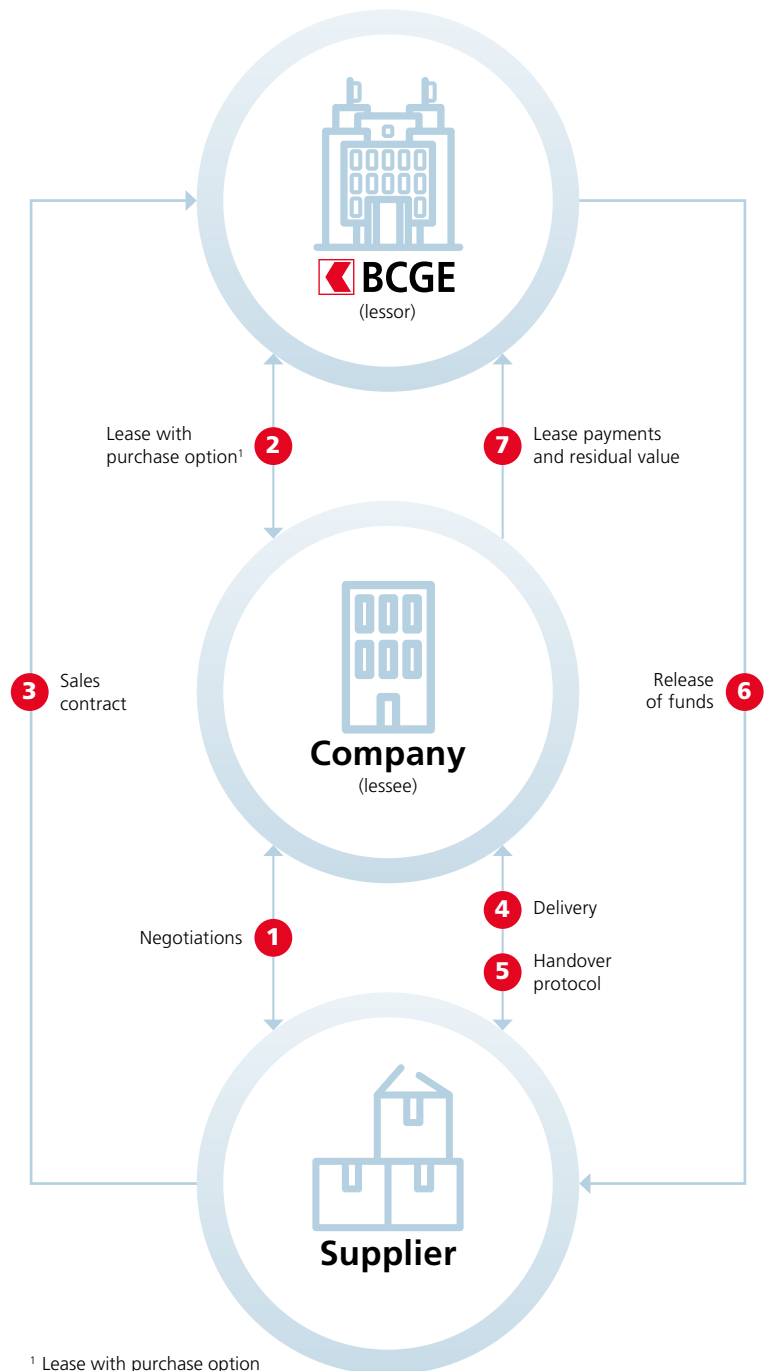 BCGE
(lessor)
Lease with
purchase option¹
2
7
Lease payments
and residual value
3
Sales
contract
Company
(lessee)
Release
of funds
6
Negotiations
1
4
Delivery
5
Handover
protocol
Supplier
¹ Lease with purchase option